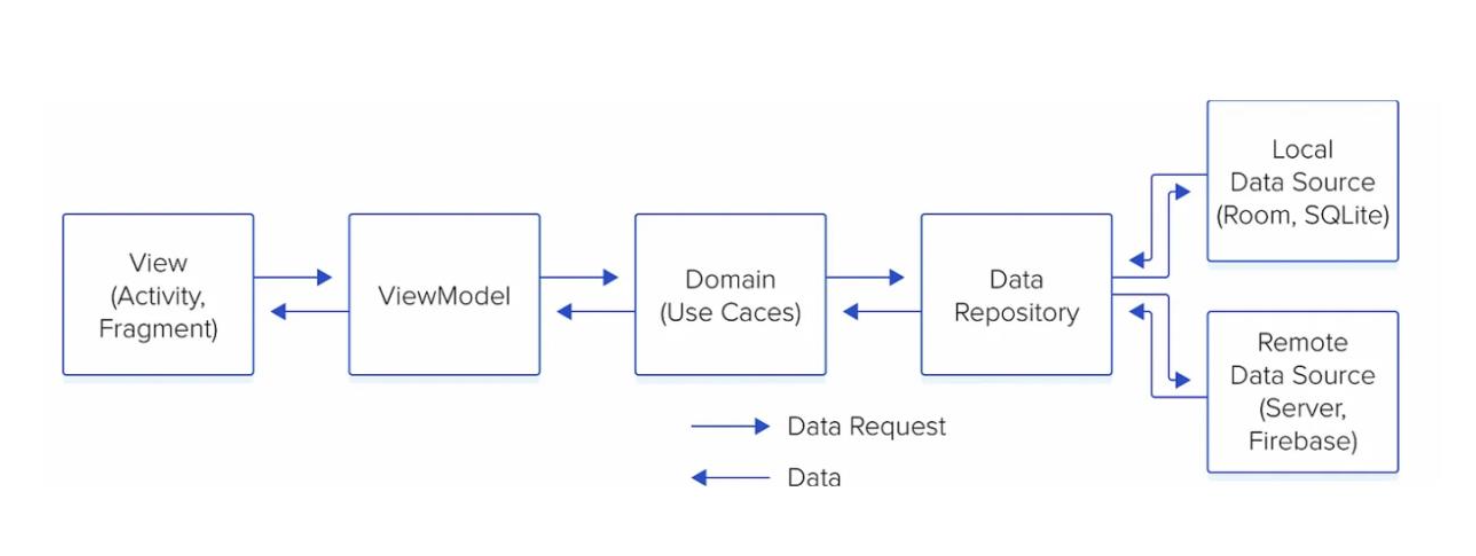 View
(Activity,
Fragment)
ViewModel
Domain
(Use Caces)
Data
Repository
Local
Data Source
(Room, SQLite)
Remote
Data Source
(Server,
Firebase)
Data Request
Data